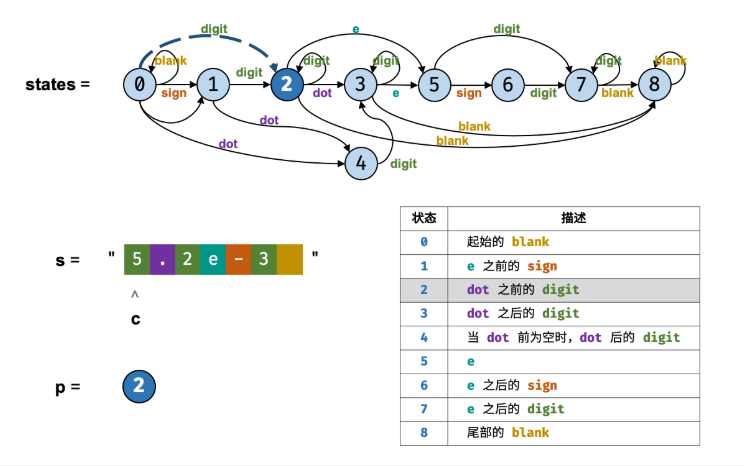 digit e digit
blank digit digit digit blank
states = 0 sign 1 digit 2 dot 3 e 5 sign 6 digit 7 blank 8
dot blank
dot blank
4 digit
s = " 5 . 2 e - 3 "
^
c
p = 2
状态 描述
0 起始的 blank
1 e 之前的 sign
2 dot 之前的 digit
3 dot 之后的 digit
4 当 dot 前为空时，dot 后的 digit
5 e
6 e 之后的 sign
7 e 之后的 digit
8 尾部的 blank